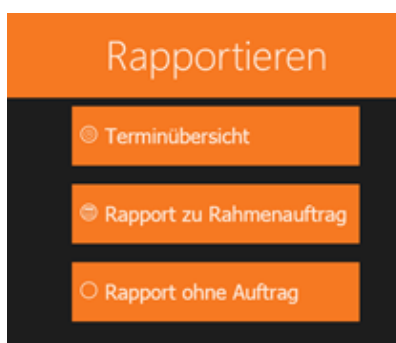 Rapportieren
Terminübersicht
Rapport zu Rahmenauftrag
Rapport ohne Auftrag